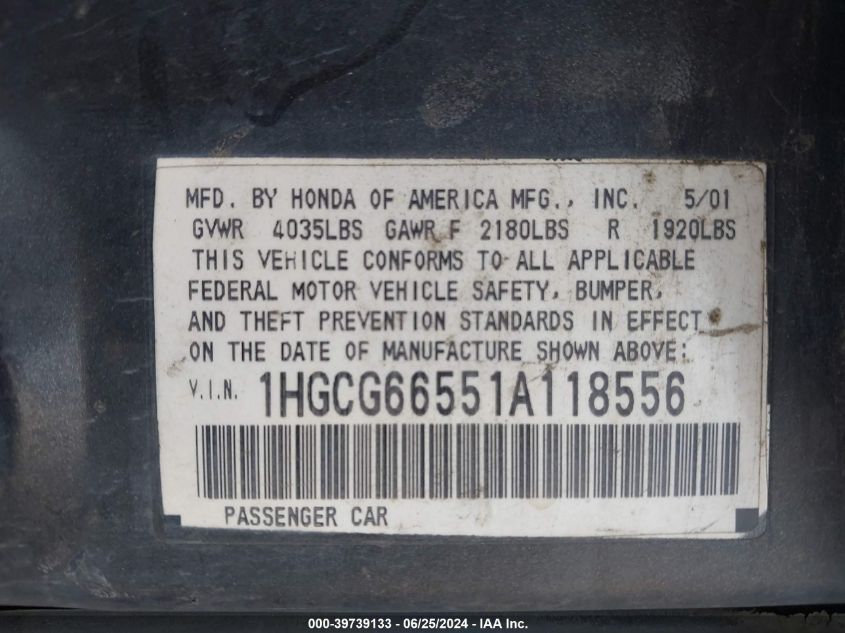 MFD. BY HONDA OF AMERICA MFG., INC. 5/01
GVWR 4035LBS GAWR F 2180LBS R 1920LBS
THIS VEHICLE CONFORMS TO ALL APPLICABLE
FEDERAL MOTOR VEHICLE SAFETY, BUMPER,
AND THEFT PREVENTION STANDARDS IN EFFECT
ON THE DATE OF MANUFACTURE SHOWN ABOVE:
V.I.N. 1HGCG66551A118556
PASSENGER CAR
000-39739133 - 06/25/2024 - IAA Inc.